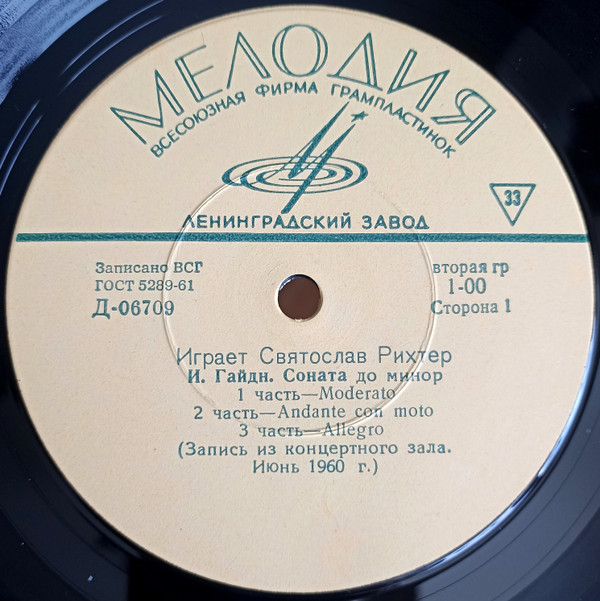 МЕЛОДИЯ
ВСЕСОЮЗНАЯ ФИРМА ГРАМПЛАСТИНОК
33
ЛЕНИНГРАДСКИЙ ЗАВОД
Записано ВСГ
ГОСТ 5289-61
Д-06709
вторая гр
1-00
Сторона 1
Играет Святослав Рихтер
И. Гайдн. Соната до минор
1 часть—Moderato
2 часть—Andante con moto
3 часть—Allegro
(Запись из концертного зала.
Июнь 1960 г.)